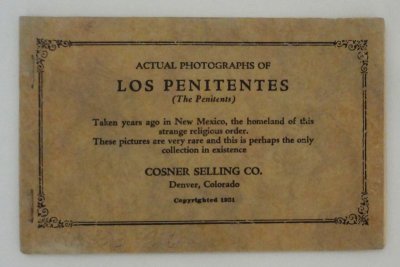 ACTUAL PHOTOGRAPHS OF
LOS PENITENTES
(The Penitents)
Taken years ago in New Mexico, the homeland of this
strange religious order.
These pictures are very rare and this is perhaps the only
collection in existence
COSNER SELLING CO.
Denver, Colorado
Copyrighted 1931